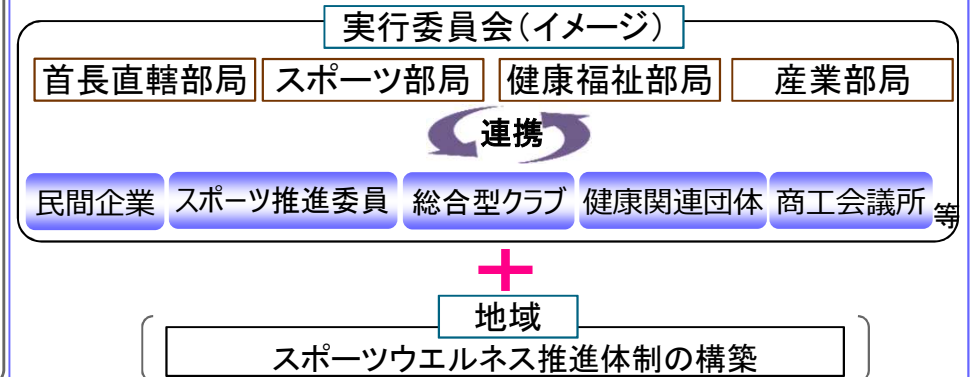 実行委員会（イメージ）
首長直轄部局 スポーツ部局 健康福祉部局 産業部局
連携
民間企業 スポーツ推進委員 総合型クラブ 健康関連団体 商工会議所 等
＋
地域
スポーツウエルネス推進体制の構築